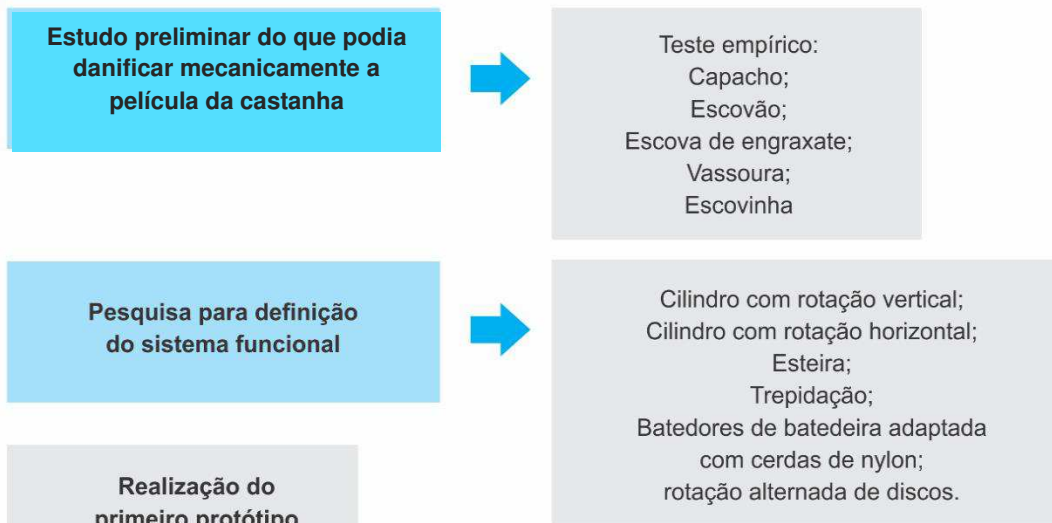 Estudo preliminar do que podia
danificar mecanicamente a
película da castanha
Teste empírico:
Capacho;
Escovão;
Escova de engraxate;
Vassoura;
Escovinha
Pesquisa para definição
do sistema funcional
Cilindro com rotação vertical;
Cilindro com rotação horizontal;
Esteira;
Trepidação;
Batedores de batedeira adaptada
com cerdas de nylon;
rotação alternada de discos.
Realização do
primeiro protótipo